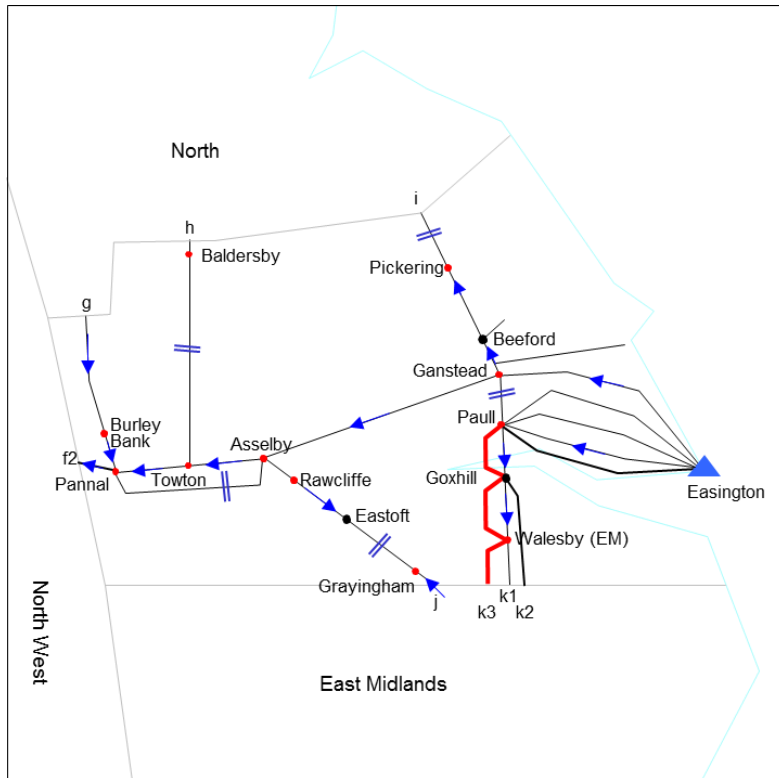 North
i
h
Baldersby
Pickering
g
Beeford
Ganstead
Burley
Bank
Paull
Asselby
f2
Pannal
Towton
Rawcliffe
Goxhill
Easington
Eastoft
Walesby (EM)
Grayingham
j
k1
k3
k2
North West
East Midlands